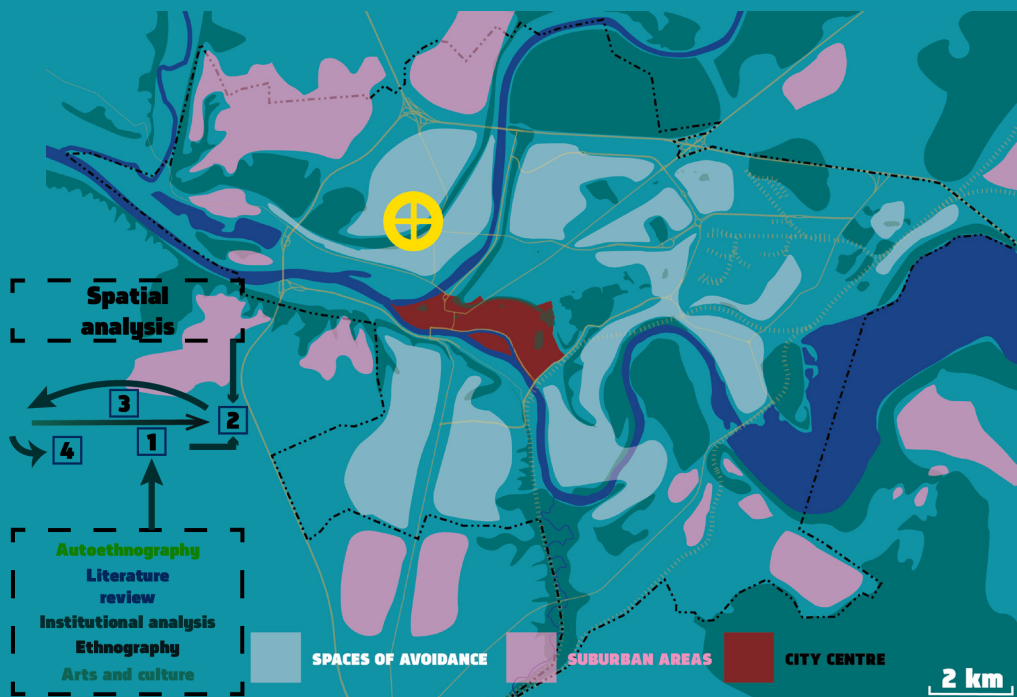 Spatial
analysis
3
2
1
4
Autoethnography
Literature
review
Institutional analysis
Ethnography
Arts and culture
SPACES OF AVOIDANCE
SUBURBAN AREAS
CITY CENTRE
2 km